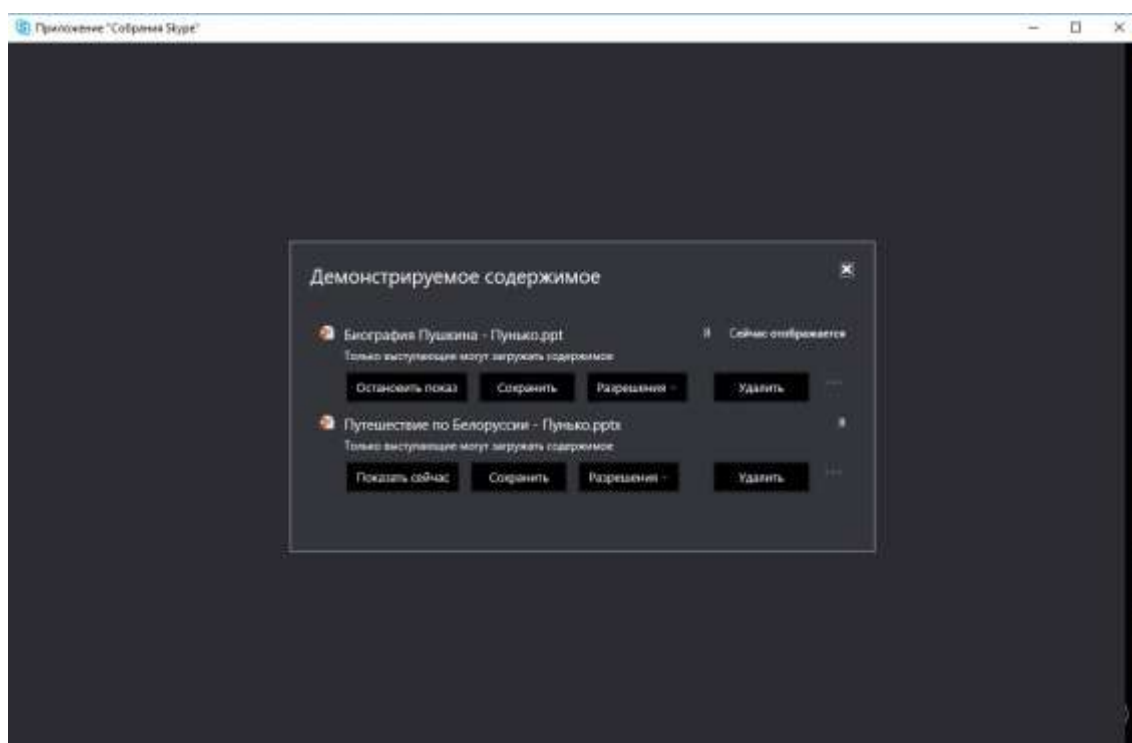 Приложение "Собрания Skype"
Демонстрируемое содержимое
Биография Пушкина - Пунько.ppt Я Сейчас отображается
Только выступающие могут загружать содержимое
Остановить показ Сохранить Разрешения Удалить ...
Путешествие по Белоруссии - Пунько.pptx Я
Только выступающие могут загружать содержимое
Показать сейчас Сохранить Разрешения Удалить ...